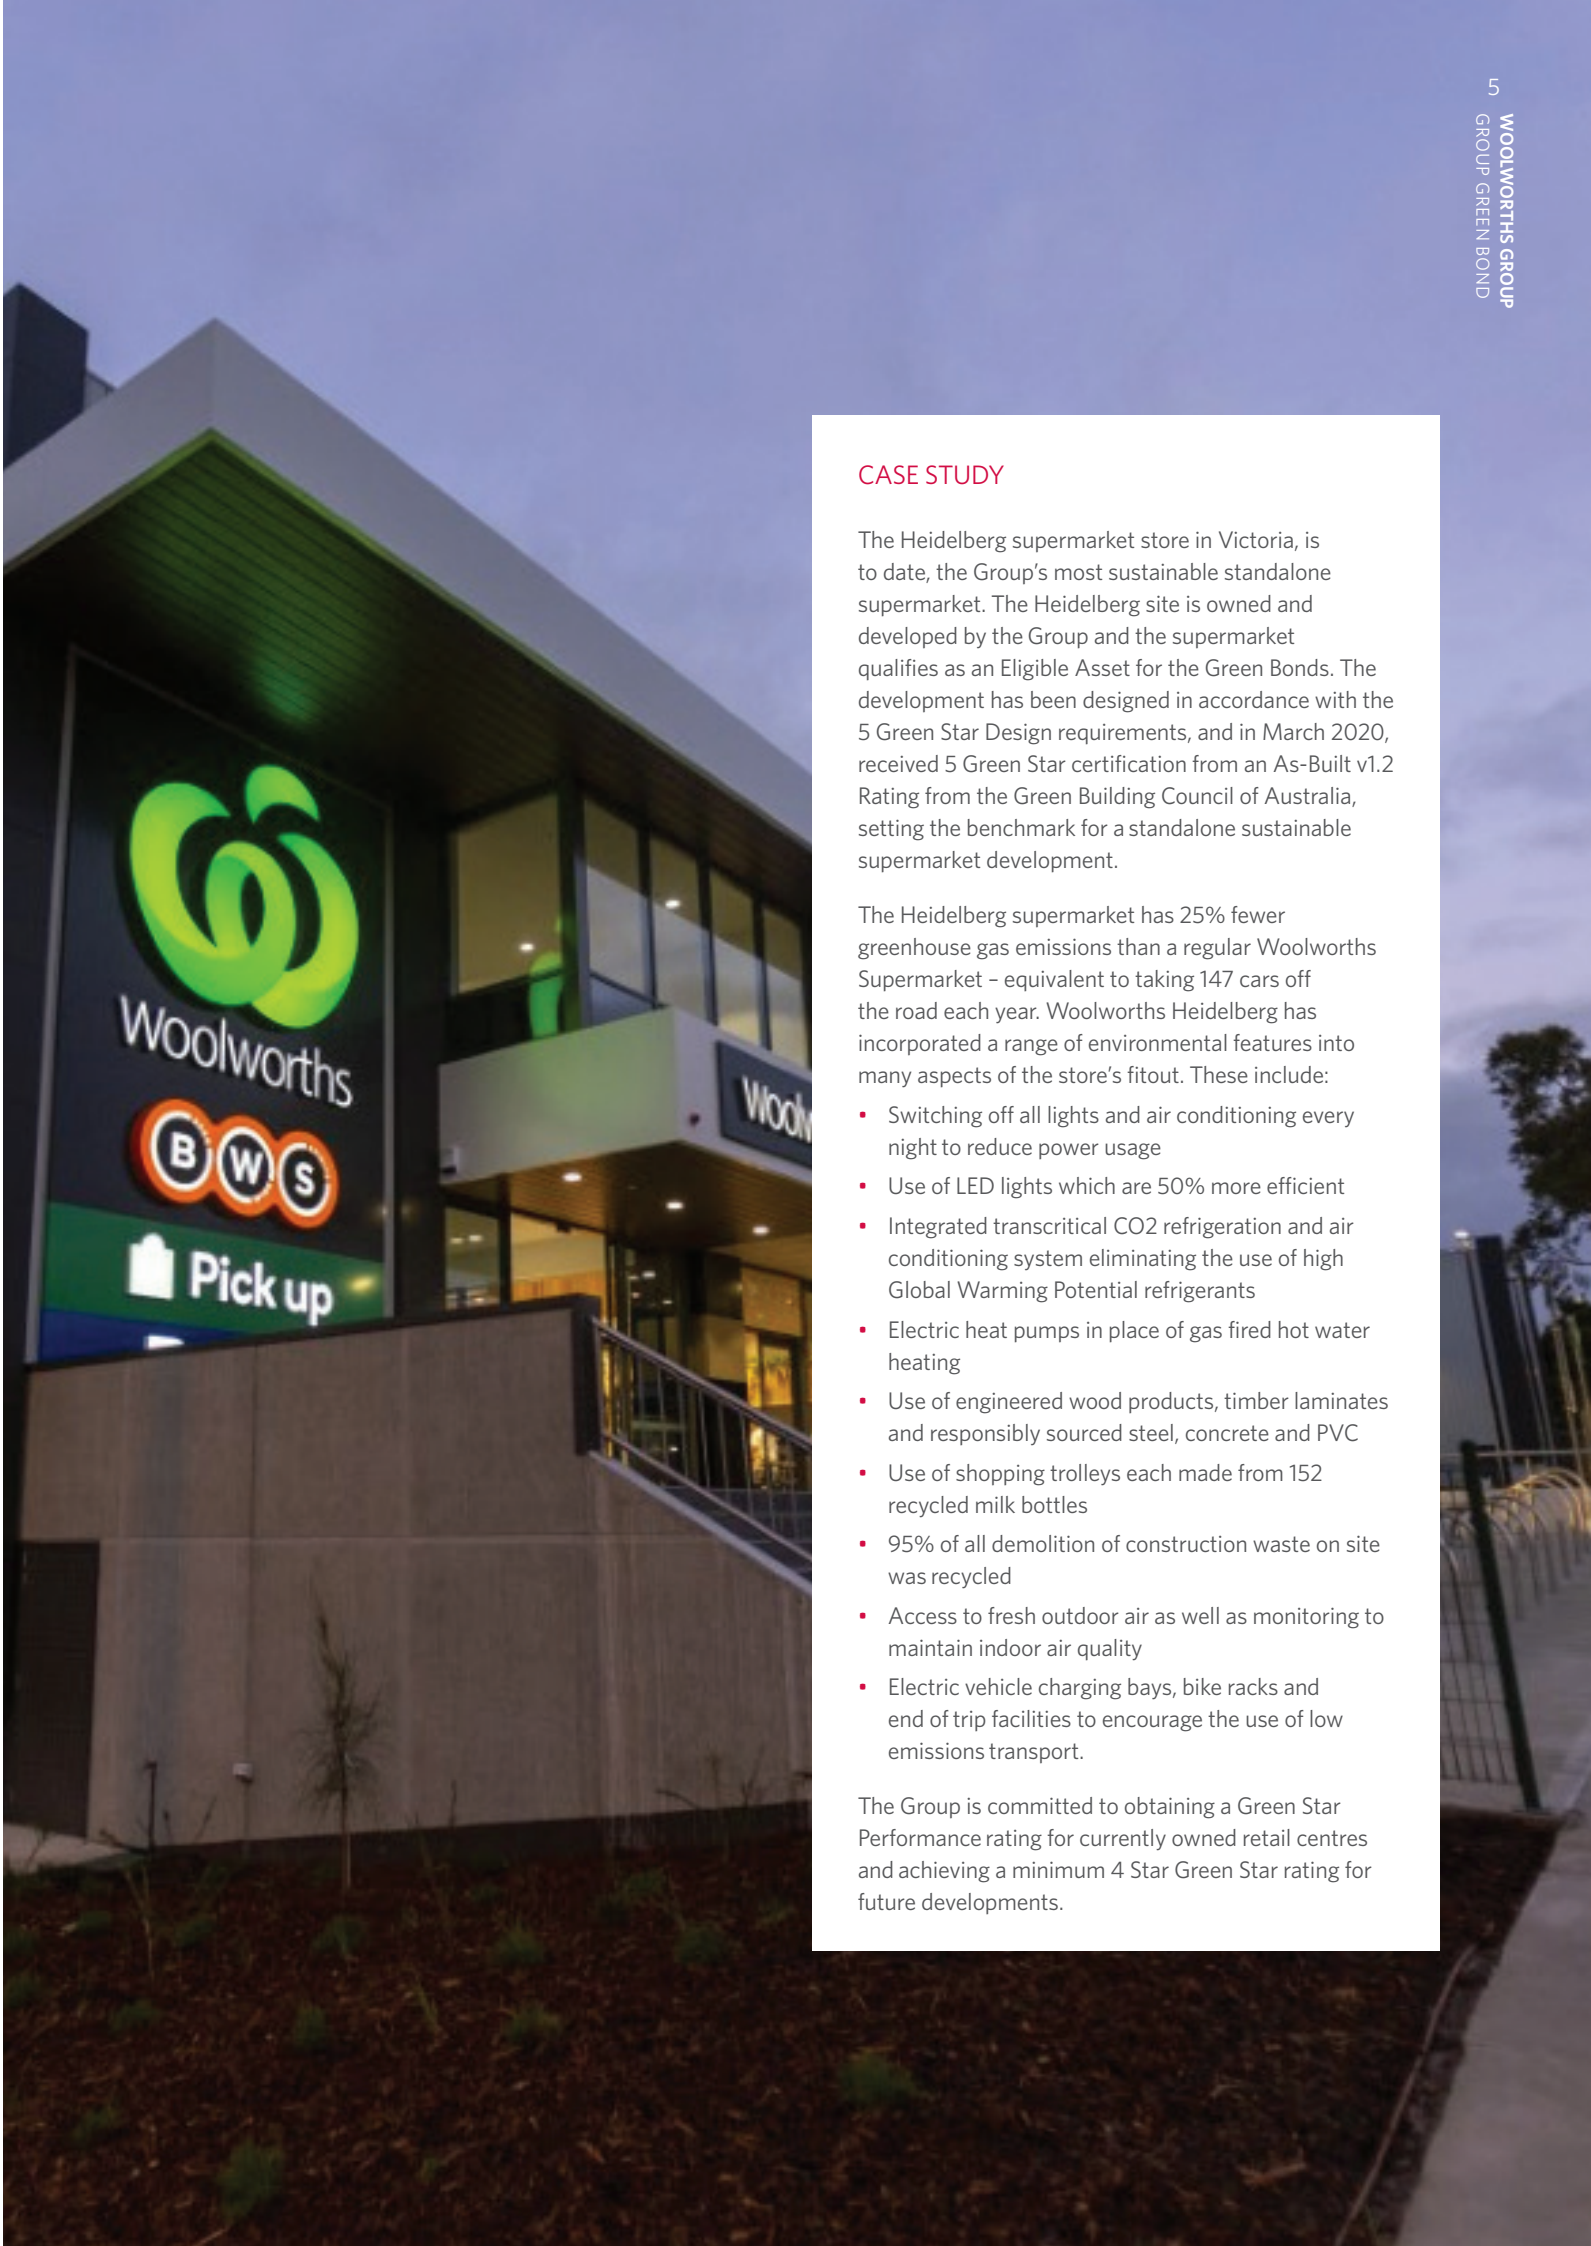 5
WOOLWORTHS GROUP
GROUP GREEN BOND
CASE STUDY
The Heidelberg supermarket store in Victoria, is
to date, the Group's most sustainable standalone
supermarket. The Heidelberg site is owned and
developed by the Group and the supermarket
qualifies as an Eligible Asset for the Green Bonds. The
development has been designed in accordance with the
5 Green Star Design requirements, and in March 2020,
received 5 Green Star certification from an As-Built v1.2
Rating from the Green Building Council of Australia,
setting the benchmark for a standalone sustainable
supermarket development.
The Heidelberg supermarket has 25% fewer
greenhouse gas emissions than a regular Woolworths
Supermarket – equivalent to taking 147 cars off
the road each year. Woolworths Heidelberg has
incorporated a range of environmental features into
many aspects of the store's fitout. These include:
• Switching off all lights and air conditioning every
night to reduce power usage
• Use of LED lights which are 50% more efficient
• Integrated transcritical CO2 refrigeration and air
conditioning system eliminating the use of high
Global Warming Potential refrigerants
• Electric heat pumps in place of gas fired hot water
heating
• Use of engineered wood products, timber laminates
and responsibly sourced steel, concrete and PVC
• Use of shopping trolleys each made from 152
recycled milk bottles
• 95% of all demolition of construction waste on site
was recycled
• Access to fresh outdoor air as well as monitoring to
maintain indoor air quality
• Electric vehicle charging bays, bike racks and
end of trip facilities to encourage the use of low
emissions transport.
The Group is committed to obtaining a Green Star
Performance rating for currently owned retail centres
and achieving a minimum 4 Star Green Star rating for
future developments.
Woolworths
BWS
Pick up